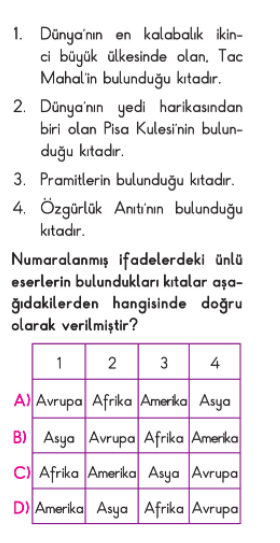 1. Dünya'nın en kalabalık ikin-
ci büyük ülkesinde olan, Tac
Mahal'in bulunduğu kıtadır.
2. Dünya'nın yedi harikasından
biri olan Pisa Kulesi'nin bulun-
duğu kıtadır.
3. Pramitlerin bulunduğu kıtadır.
4. Özgürlük Anıtı'nın bulunduğu
kıtadır.
Numaralanmış ifadelerdeki ünlü
eserlerin bulundukları kıtalar aşa-
ğıdakilerden hangisinde doğru
olarak verilmiştir?
1 2 3 4
A) Avrupa Afrika Amerika Asya
B) Asya Avrupa Afrika Amerika
C) Afrika Amerika Asya Avrupa
D) Amerika Asya Afrika Avrupa